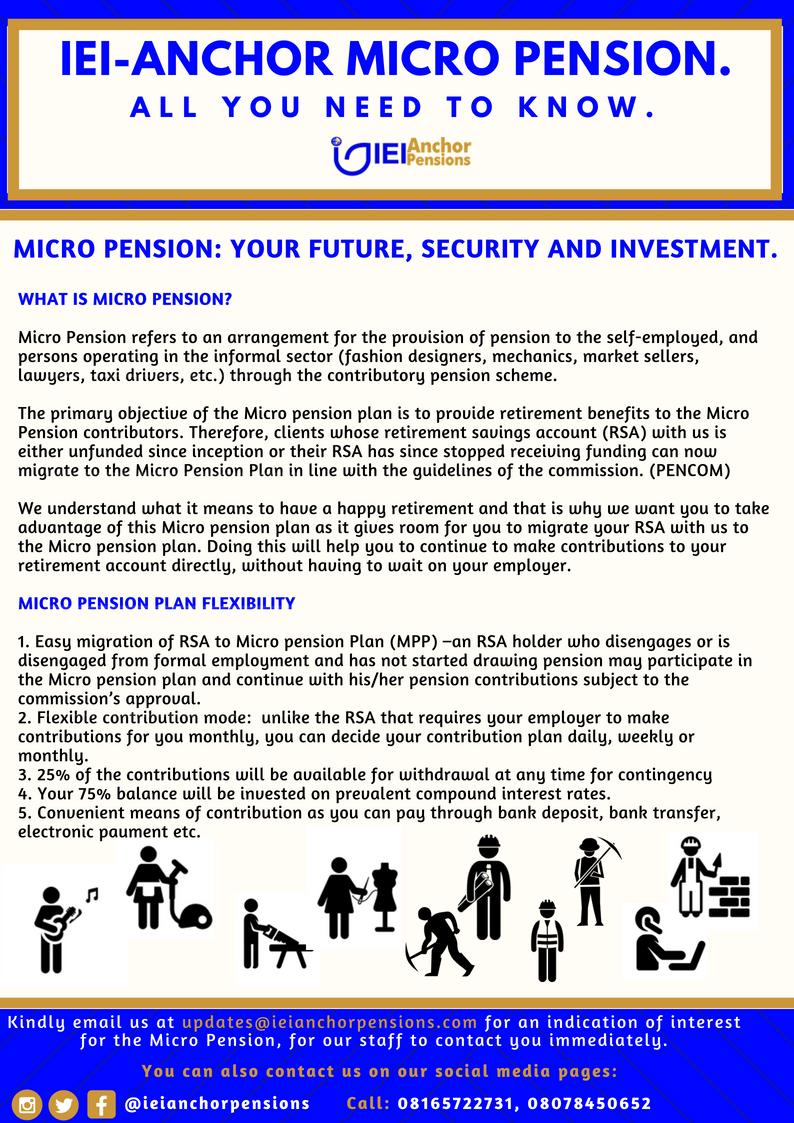 IEI-ANCHOR MICRO PENSION.
ALL YOU NEED TO KNOW.
IEI Anchor
Pensions
MICRO PENSION: YOUR FUTURE, SECURITY AND INVESTMENT.
WHAT IS MICRO PENSION?
Micro Pension refers to an arrangement for the provision of pension to the self-employed, and
persons operating in the informal sector (fashion designers, mechanics, market sellers,
lawyers, taxi drivers, etc.) through the contributory pension scheme.
The primary objective of the Micro pension plan is to provide retirement benefits to the Micro
Pension contributors. Therefore, clients whose retirement savings account (RSA) with us is
either unfunded since inception or their RSA has since stopped receiving funding can now
migrate to the Micro Pension Plan in line with the guidelines of the commission. (PENCOM)
We understand what it means to have a happy retirement and that is why we want you to take
advantage of this Micro pension plan as it gives room for you to migrate your RSA with us to
the Micro pension plan. Doing this will help you to continue to make contributions to your
retirement account directly, without having to wait on your employer.
MICRO PENSION PLAN FLEXIBILITY
1. Easy migration of RSA to Micro pension Plan (MPP) –an RSA holder who disengages or is
disengaged from formal employment and has not started drawing pension may participate in
the Micro pension plan and continue with his/her pension contributions subject to the
commission's approval.
2. Flexible contribution mode:  unlike the RSA that requires your employer to make
contributions for you monthly, you can decide your contribution plan daily, weekly or
monthly.
3. 25% of the contributions will be available for withdrawal at any time for contingency
4. Your 75% balance will be invested on prevalent compound interest rates.
5. Convenient means of contribution as you can pay through bank deposit, bank transfer,
electronic payment etc.
Kindly email us at updates@ieianchorpensions.com for an indication of interest
for the Micro Pension, for our staff to contact you immediately.
You can also contact us on our social media pages:
@ieianchorpensions Call: 08165722731, 08078450652